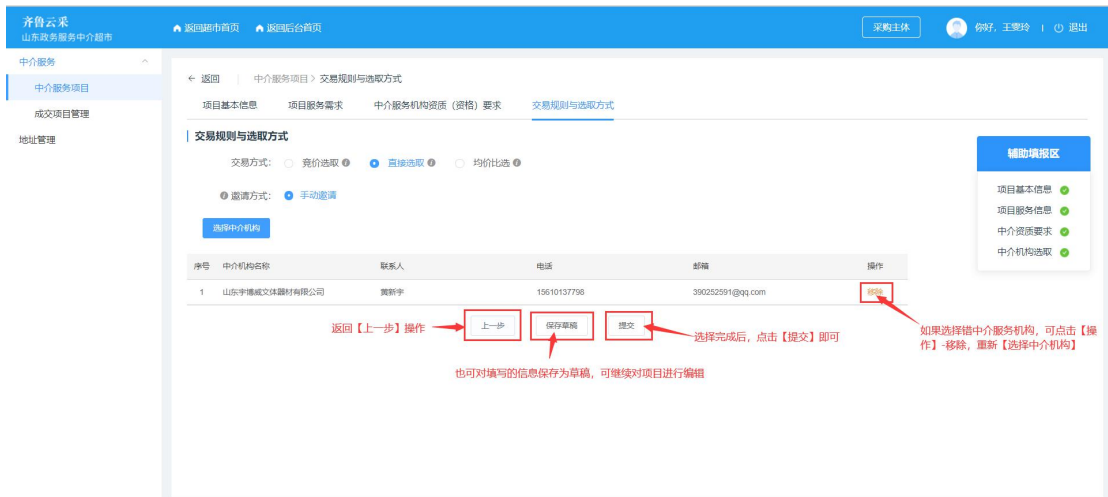 齐鲁云采
山东政务服务中介超市
返回超市首页 返回后台首页
采购主体
你好, 王雯玲 | 退出
中介服务
中介服务项目
成交项目管理
地址管理
← 返回 | 中介服务项目 > 交易规则与选取方式
项目基本信息 项目服务需求 中介服务机构资质（资格）要求 交易规则与选取方式
交易规则与选取方式
交易方式: 竞价选取 直接选取 均价比选
邀请方式: 手动邀请
选择中介机构
序号 中介机构名称 联系人 电话 邮箱 操作
1 山东宇博威文体器材有限公司 黄新宇 15610137798 390252591@qq.com 移除
上一步 保存草稿 提交
返回【上一步】操作
选择完成后，点击【提交】即可
也可对填写的信息保存为草稿，可继续对项目进行编辑
如果选择错中介服务机构，可点击【操
作】-移除，重新【选择中介机构】
辅助填报区
项目基本信息
项目服务信息
中介资质要求
中介机构选取